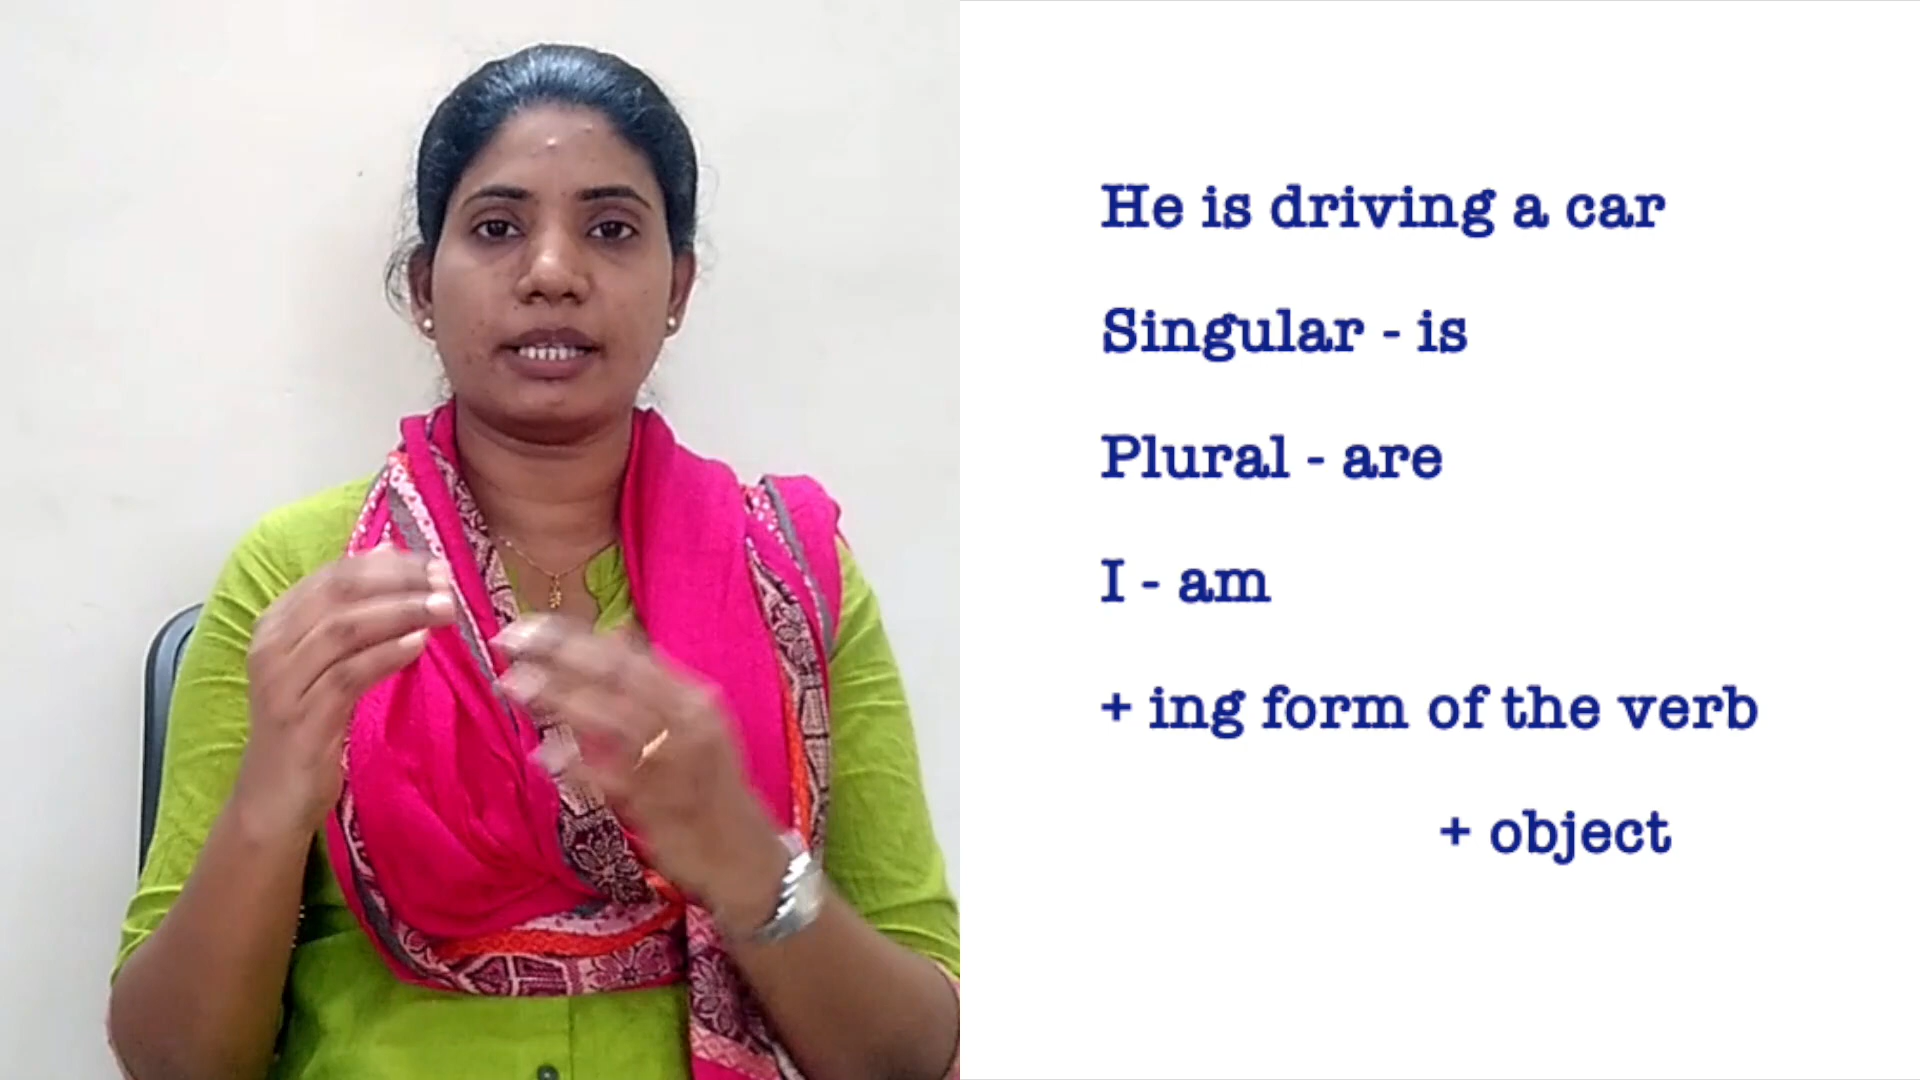 He is driving a car
Singular - is
Plural - are
I - am
+ ing form of the verb
+ object